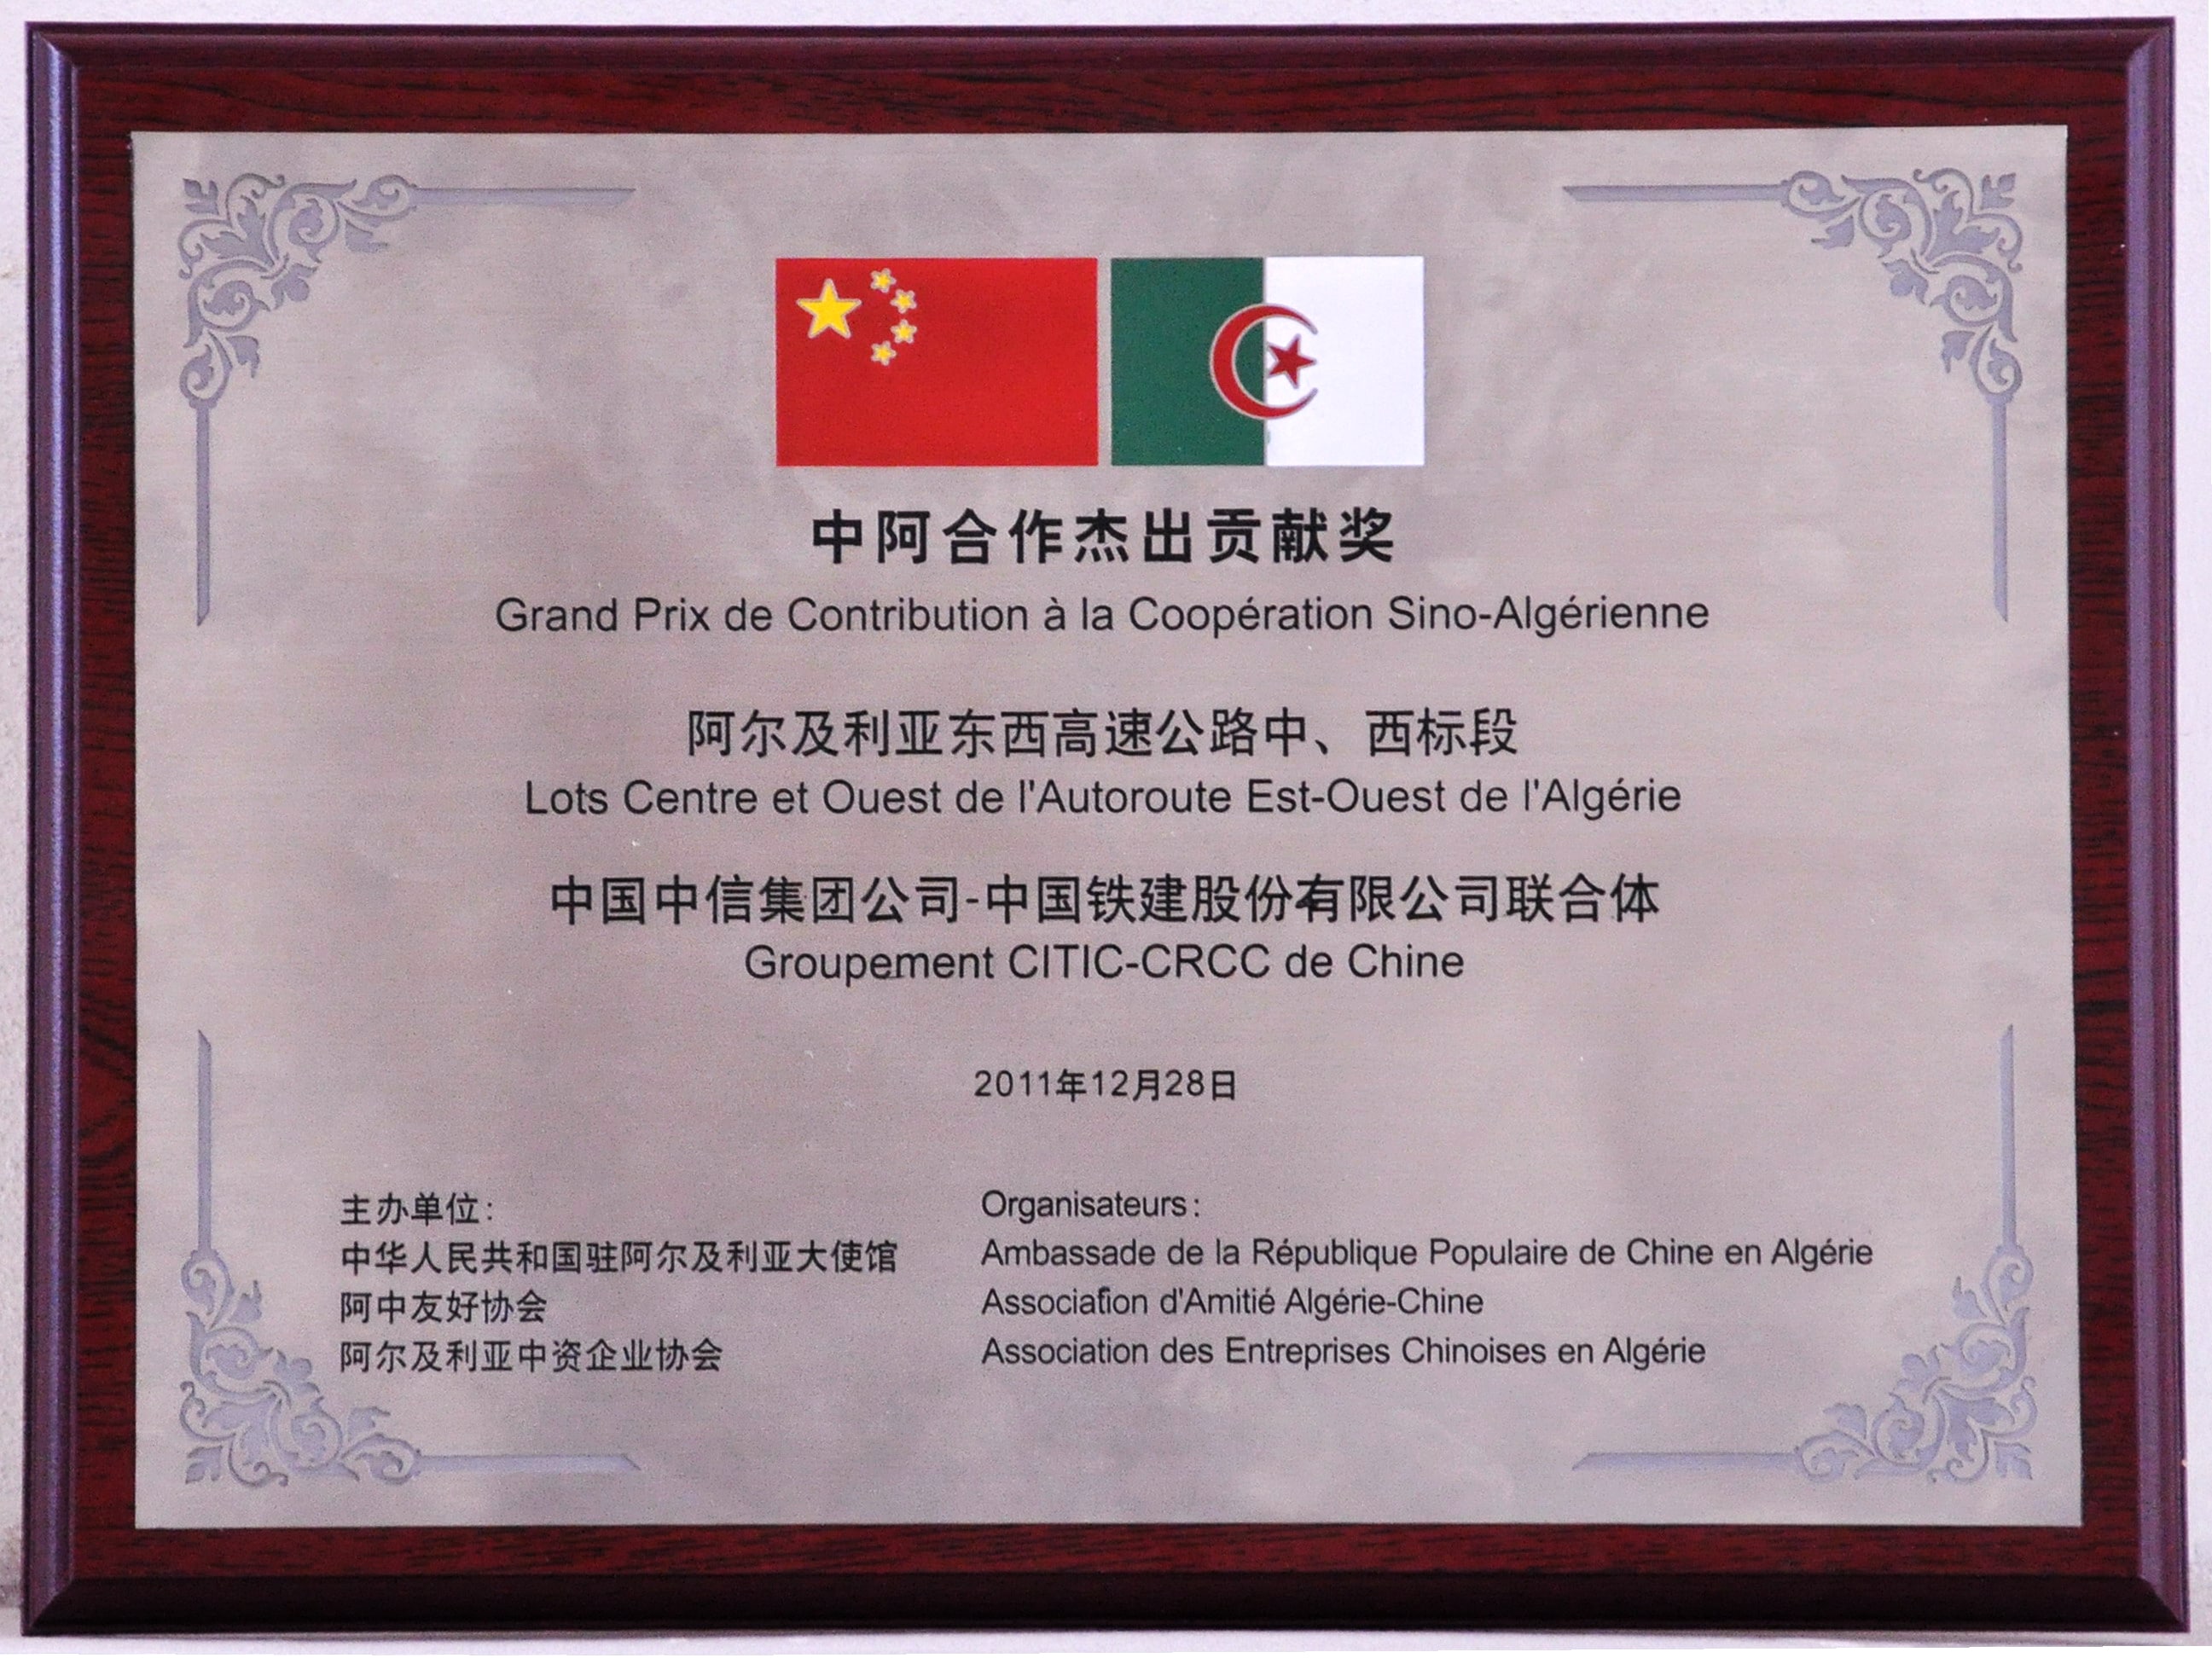 中阿合作杰出贡献奖
Grand Prix de Contribution à la Coopération Sino-Algérienne
阿尔及利亚东西高速公路中、西标段
Lots Centre et Ouest de l'Autoroute Est-Ouest de l'Algérie
中国中信集团公司-中国铁建股份有限公司联合体
Groupement CITIC-CRCC de Chine
2011年12月28日
主办单位:
中华人民共和国驻阿尔及利亚大使馆
阿中友好协会
阿尔及利亚中资企业协会
Organisateurs:
Ambassade de la République Populaire de Chine en Algérie
Association d'Amitié Algérie-Chine
Association des Entreprises Chinoises en Algérie